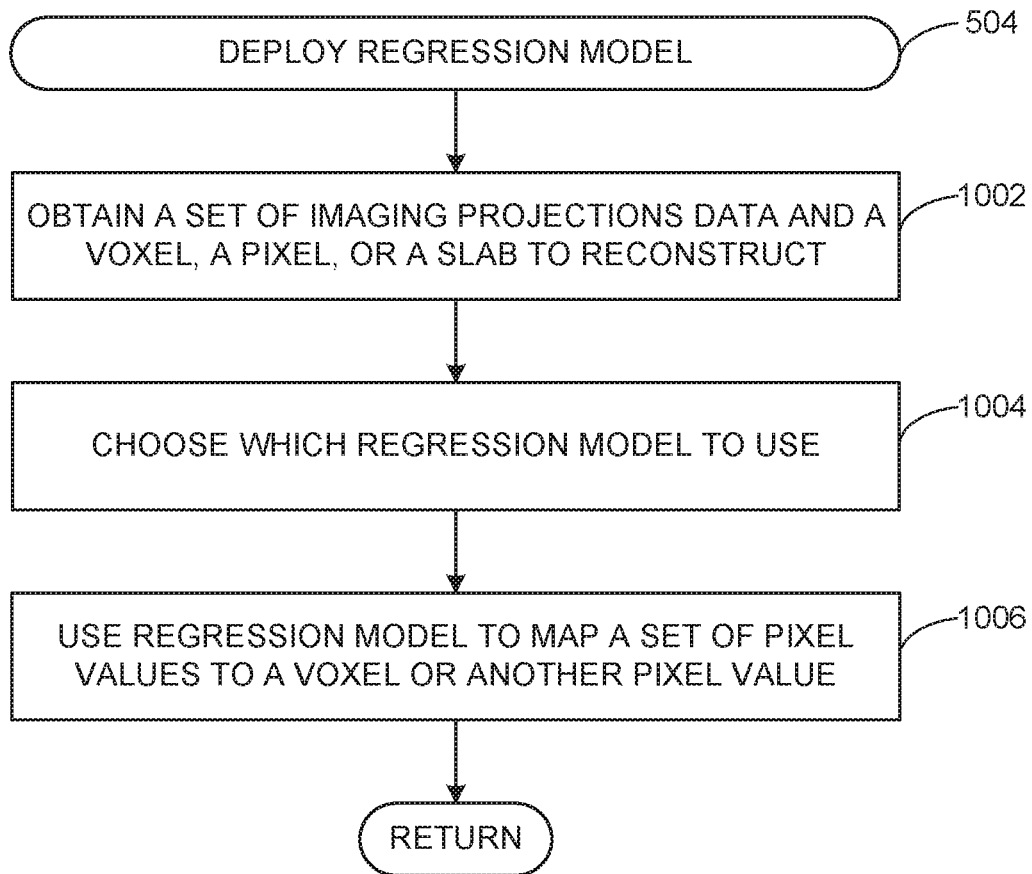 504
DEPLOY REGRESSION MODEL
1002
OBTAIN A SET OF IMAGING PROJECTIONS DATA AND A
VOXEL, A PIXEL, OR A SLAB TO RECONSTRUCT
1004
CHOOSE WHICH REGRESSION MODEL TO USE
1006
USE REGRESSION MODEL TO MAP A SET OF PIXEL
VALUES TO A VOXEL OR ANOTHER PIXEL VALUE
RETURN